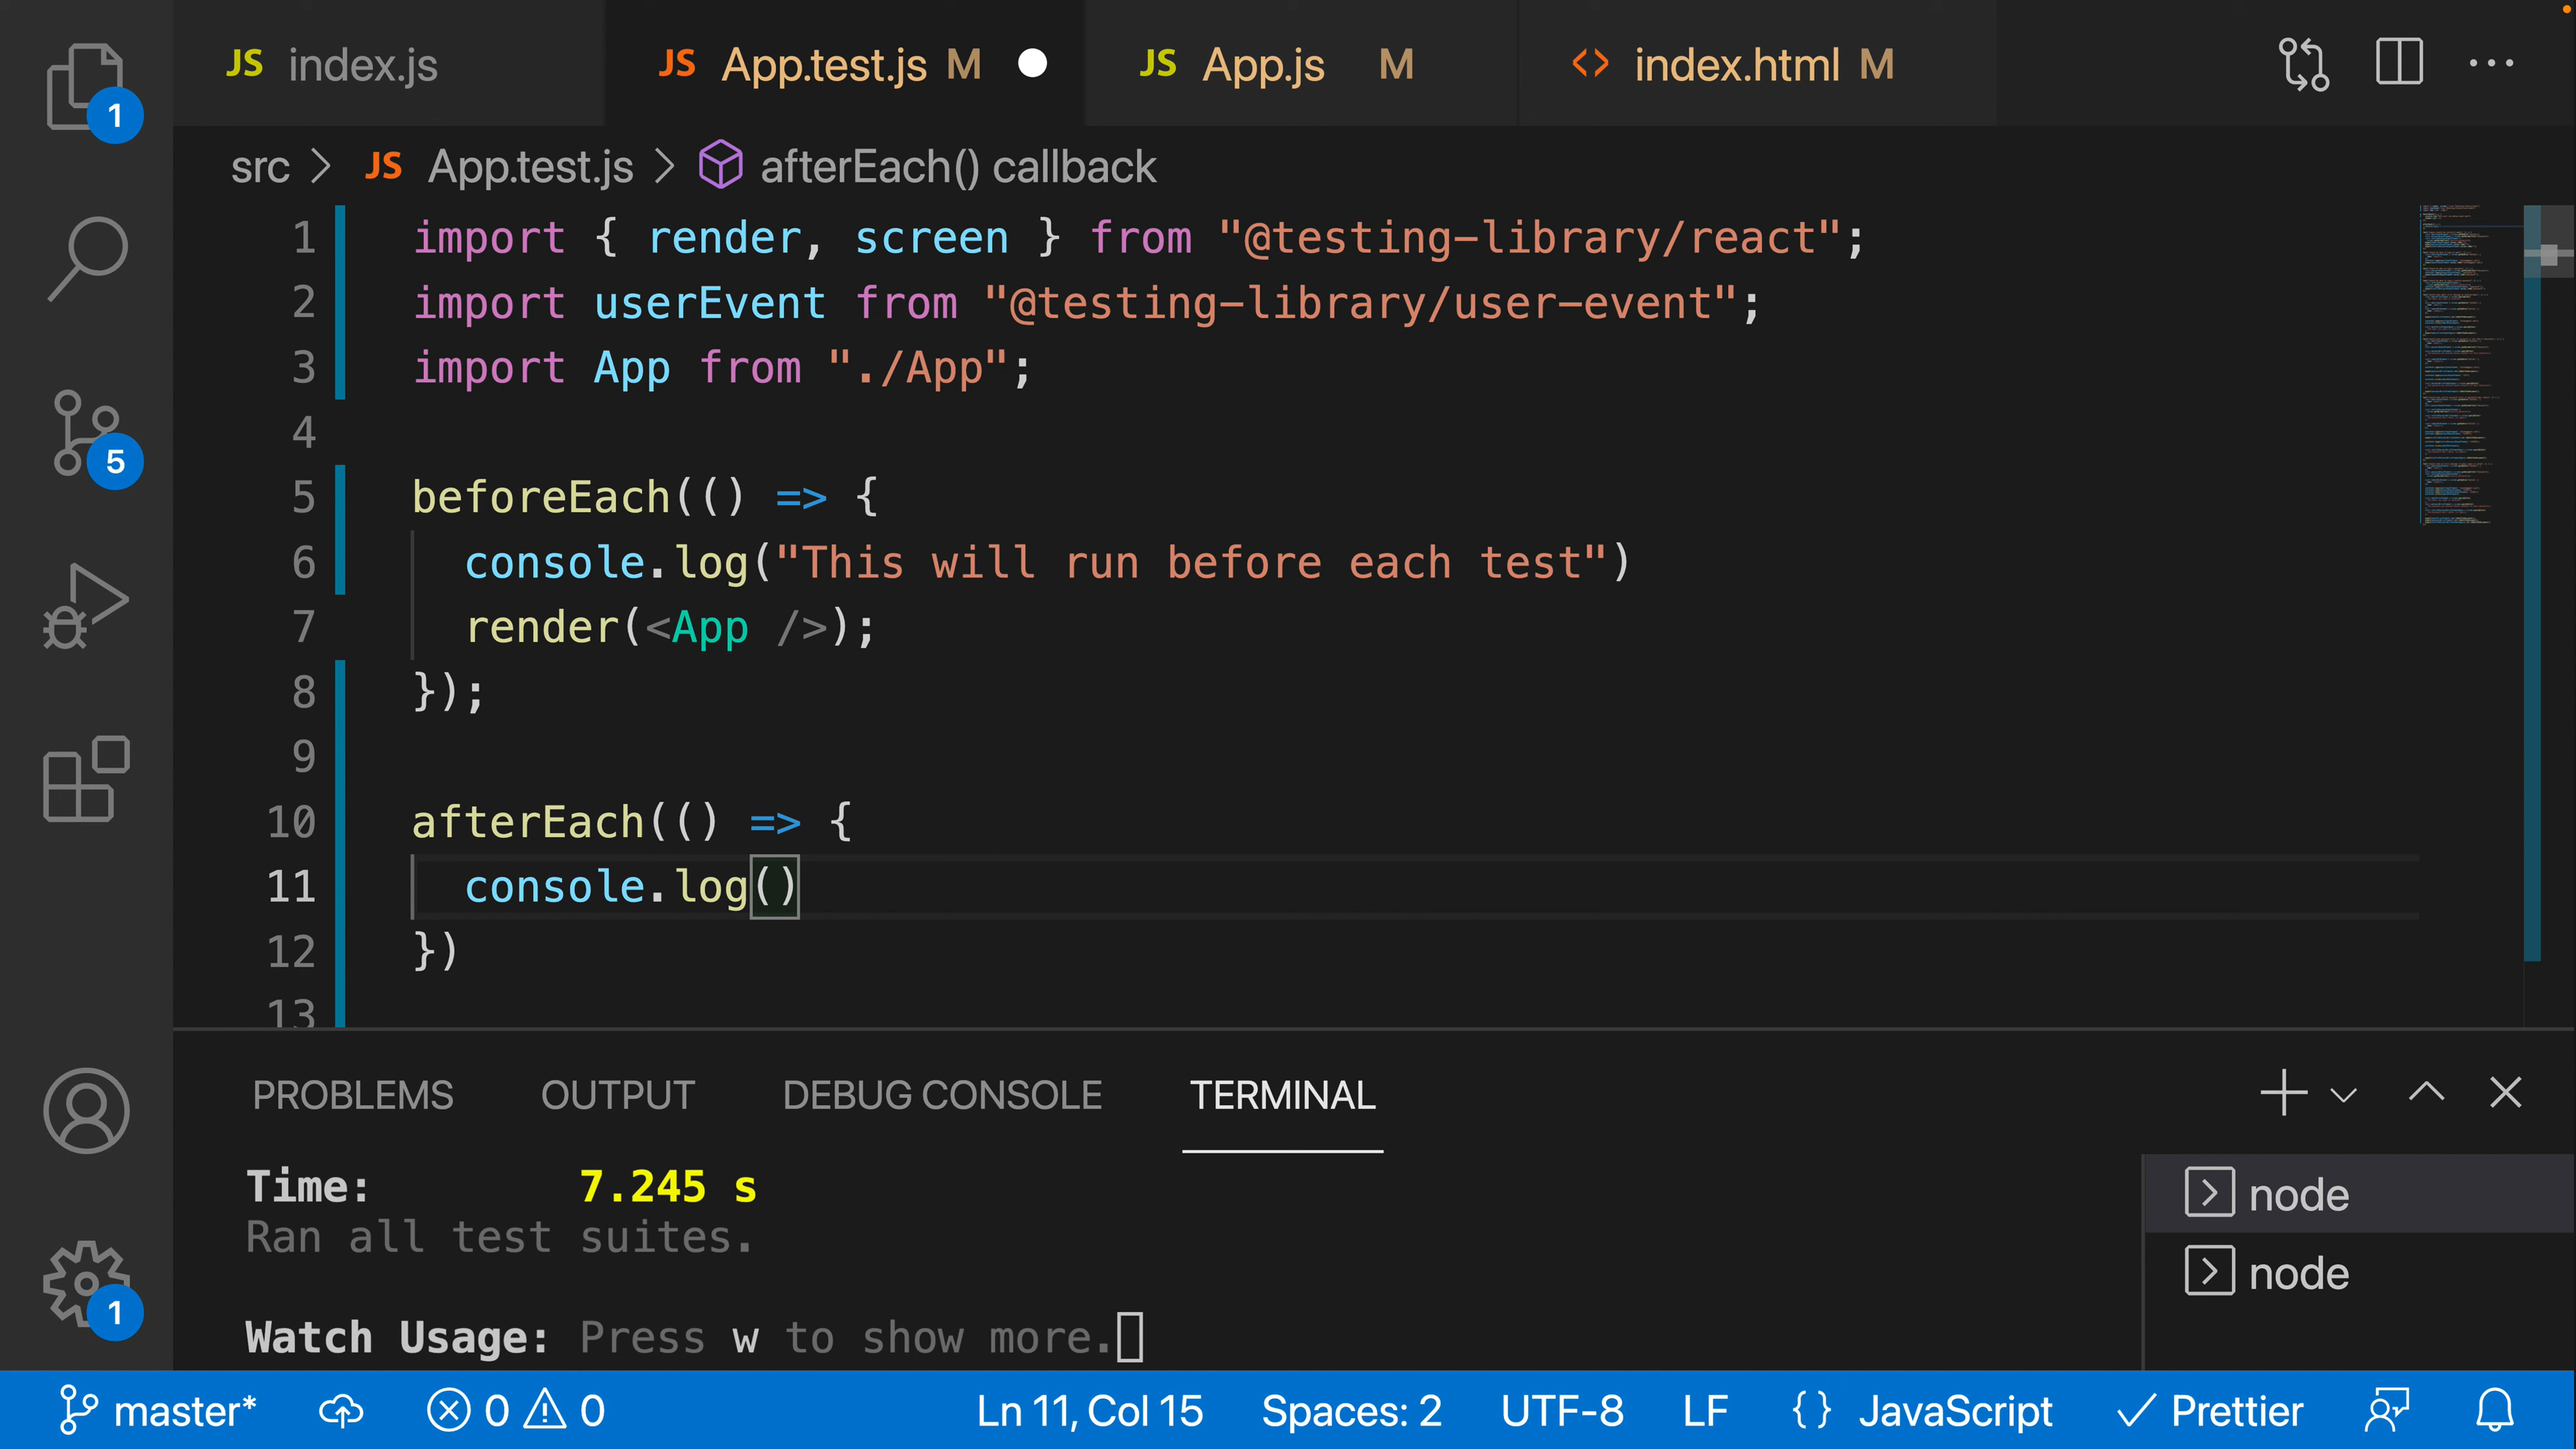 JS index.js
JS App.test.js M
JS App.js M
<> index.html M
1
src > JS App.test.js > afterEach() callback
1 import { render, screen } from "@testing-library/react";
2 import userEvent from "@testing-library/user-event";
3 import App from "./App";
4
5 beforeEach(() => {
6 console.log("This will run before each test")
7 render(<App />);
8 });
9
10 afterEach(() => {
11 console.log()
12 })
13
5
1
PROBLEMS OUTPUT DEBUG CONSOLE TERMINAL
Time: 7.245 s
Ran all test suites.
Watch Usage: Press w to show more.
node
node
master* 0 0 Ln 11, Col 15 Spaces: 2 UTF-8 LF {} JavaScript Prettier